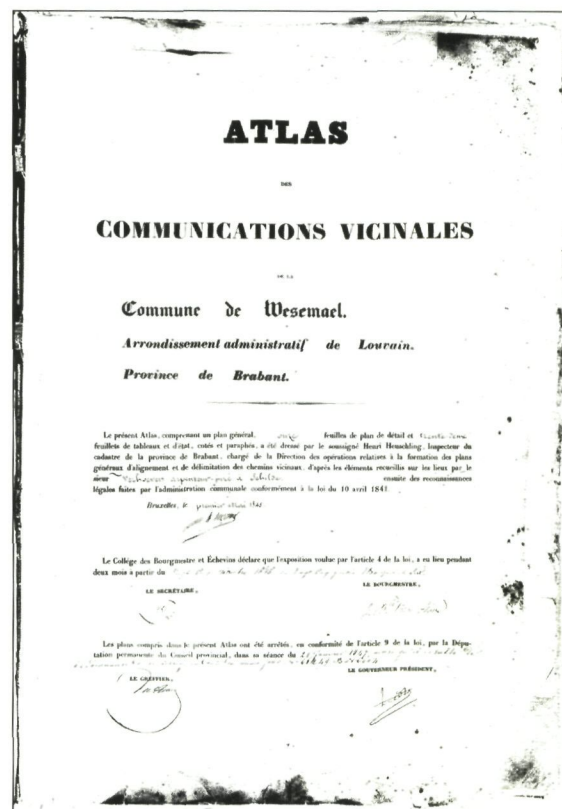 ATLAS
DES
COMMUNICATIONS VICINALES
DE LA
Commune de Wesemael.
Arrondissement administratif de Louvain.
Province de Brabant.
Le présent Atlas, comprenant un plan général, feuilles de plan de détail et
feuillets de tableaux et d'état, cotés et paraphés, a été dressé par le soussigné Henri Heuschling, Inspecteur du
cadastre de la province de Brabant, chargé de la Direction des opérations relatives à la formation des plans
généraux d'alignement et de délimitation des chemins vicinaux, d'après les éléments recueillis sur les lieux par le
sieur ensuite des reconnaissances
légales faites par l'administration communale conformément à la loi du 10 avril 1841.
Bruxelles, le premier
Le Collége des Bourgmestre et Échevins déclare que l'exposition voulue par l'article 4 de la loi, a eu lieu pendant
deux mois à partir du
LE SECRÉTAIRE, LE BOURGMESTRE,
Les plans compris dans le présent Atlas ont été arrêtés, en conformité de l'article 9 de la loi, par la Dépu-
tation permanente du Conseil provincial, dans sa séance du
LE GREFFIER, LE GOUVERNEUR PRÉSIDENT,